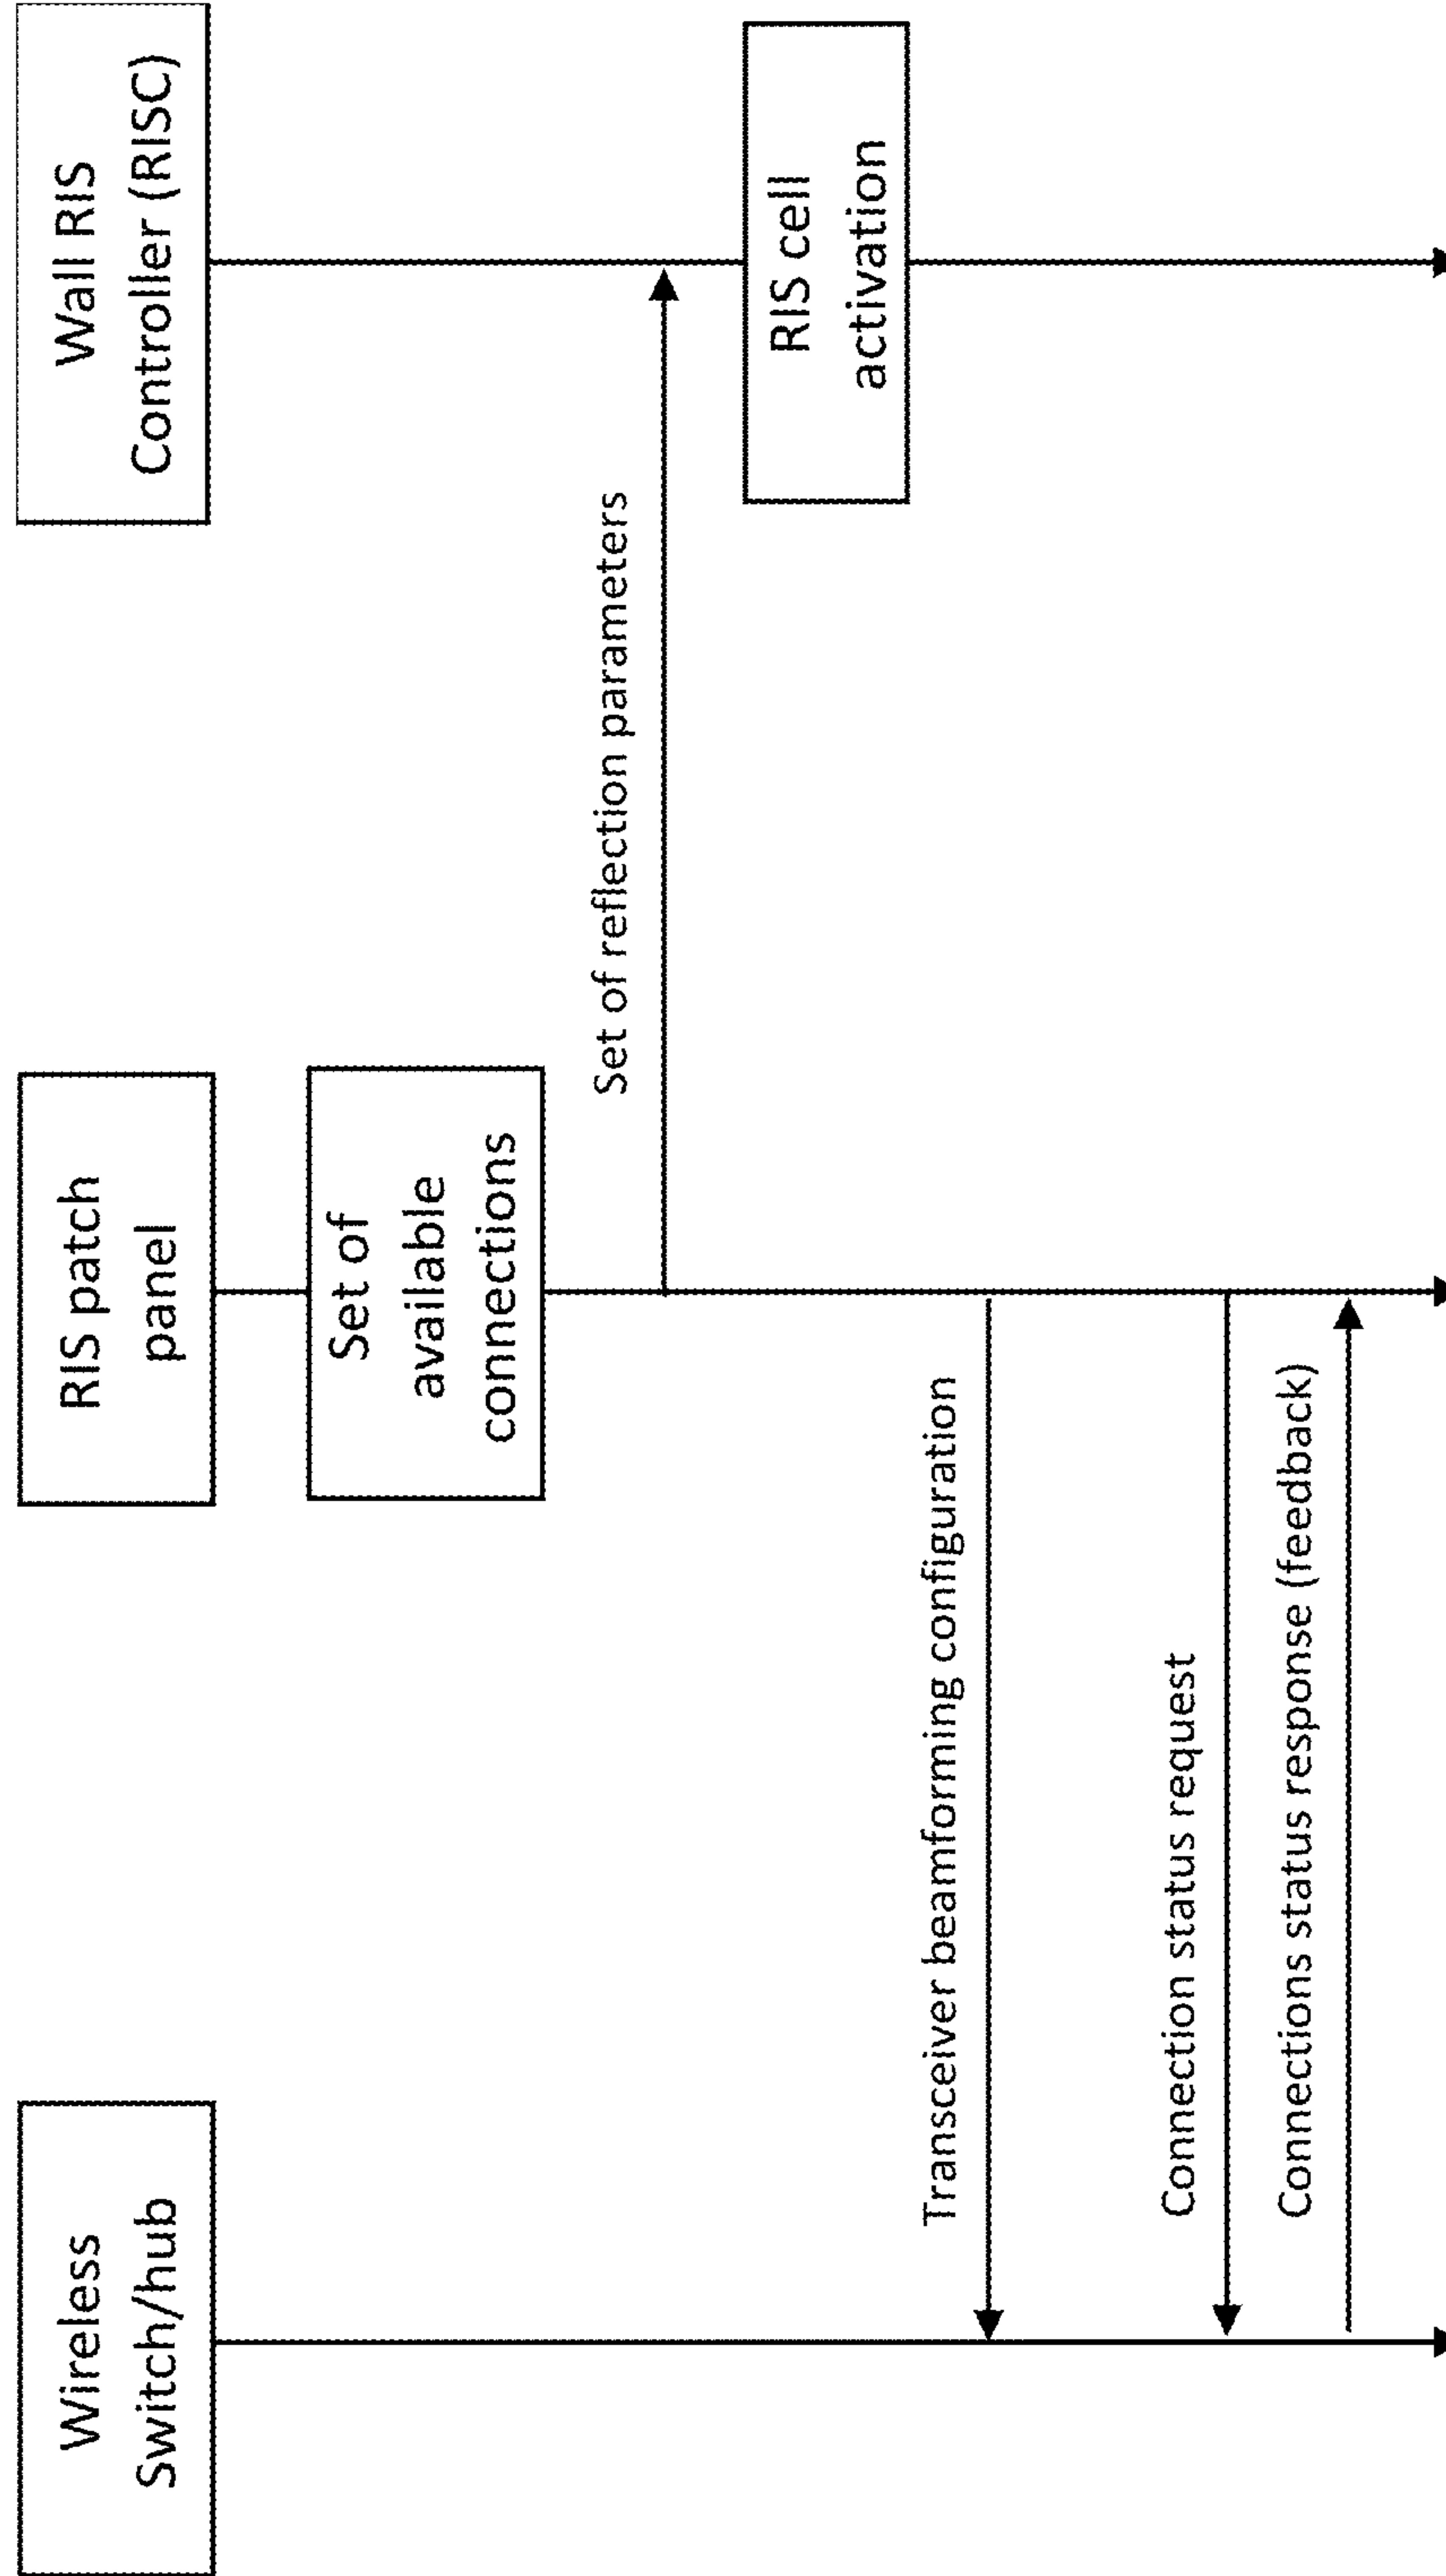 Wireless
Switch/hub
RIS patch
panel
Wall RIS
Controller (RISC)
Set of
available
connections
Set of reflection parameters
RIS cell
activation
Transceiver beamforming configuration
Connection status request
Connections status response (feedback)